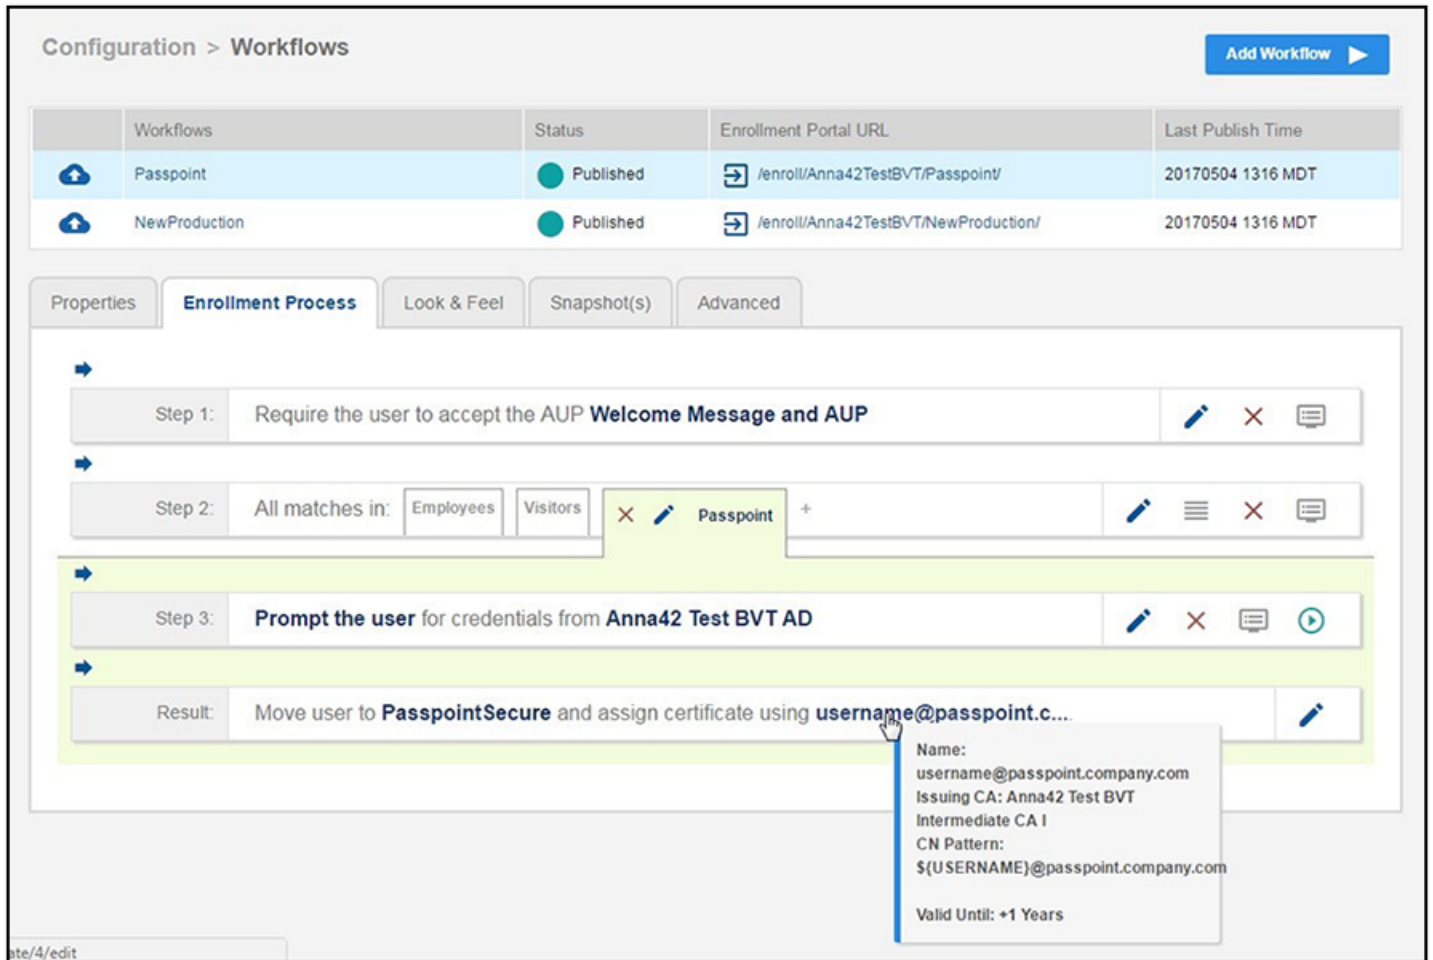 Configuration > Workflows
Add Workflow
Workflows Status Enrollment Portal URL Last Publish Time
Passpoint Published /enroll/Anna42TestBVT/Passpoint/ 20170504 1316 MDT
NewProduction Published /enroll/Anna42TestBVT/NewProduction/ 20170504 1316 MDT
Properties Enrollment Process Look & Feel Snapshot(s) Advanced
Step 1: Require the user to accept the AUP Welcome Message and AUP
Step 2: All matches in: Employees Visitors Passpoint +
Step 3: Prompt the user for credentials from Anna42 Test BVT AD
Result: Move user to PasspointSecure and assign certificate using username@passpoint.c...
Name:
username@passpoint.company.com
Issuing CA: Anna42 Test BVT
Intermediate CA I
CN Pattern:
${USERNAME}@passpoint.company.com
Valid Until: +1 Years
ate/4/edit